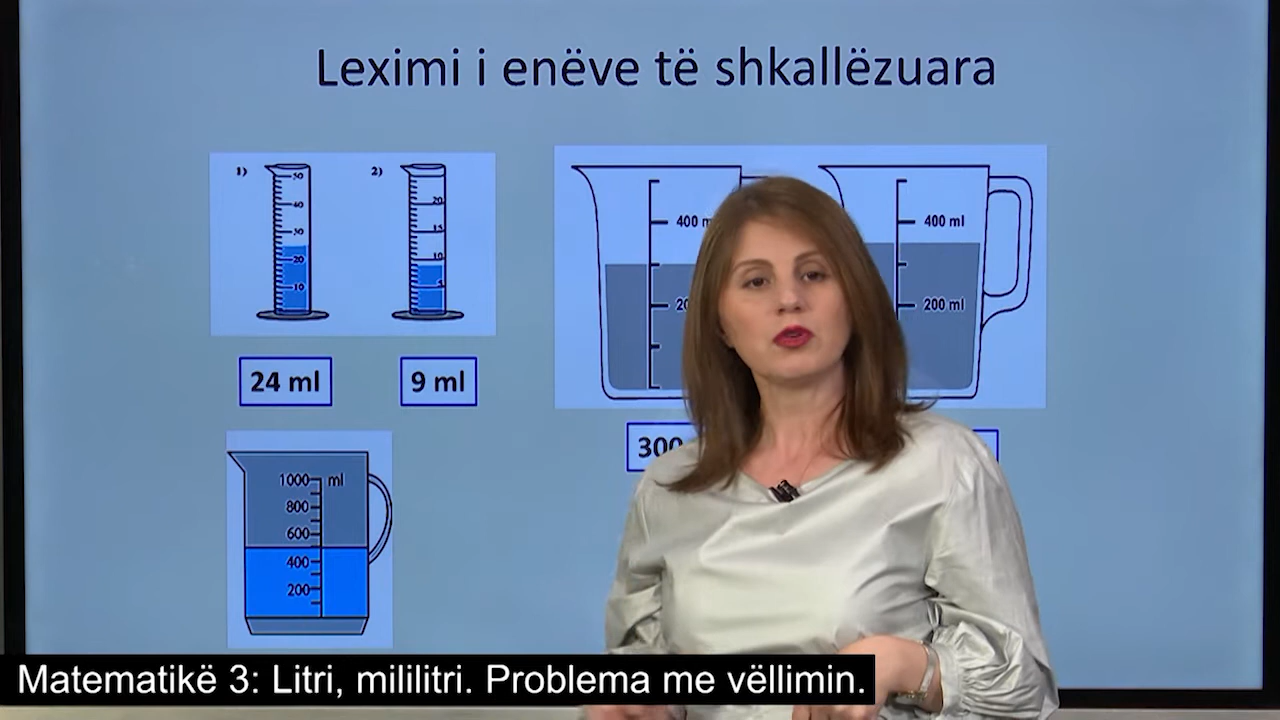 Leximi i enëve të shkallëzuara
1) 2)
50
40
30
20
10
20
15
10
5
400
200 ml
400 ml
200 ml
24 ml
9 ml
300
1000 ml
800
600
400
200
Matematikë 3: Litri, mililitri. Problema me vëllimin.